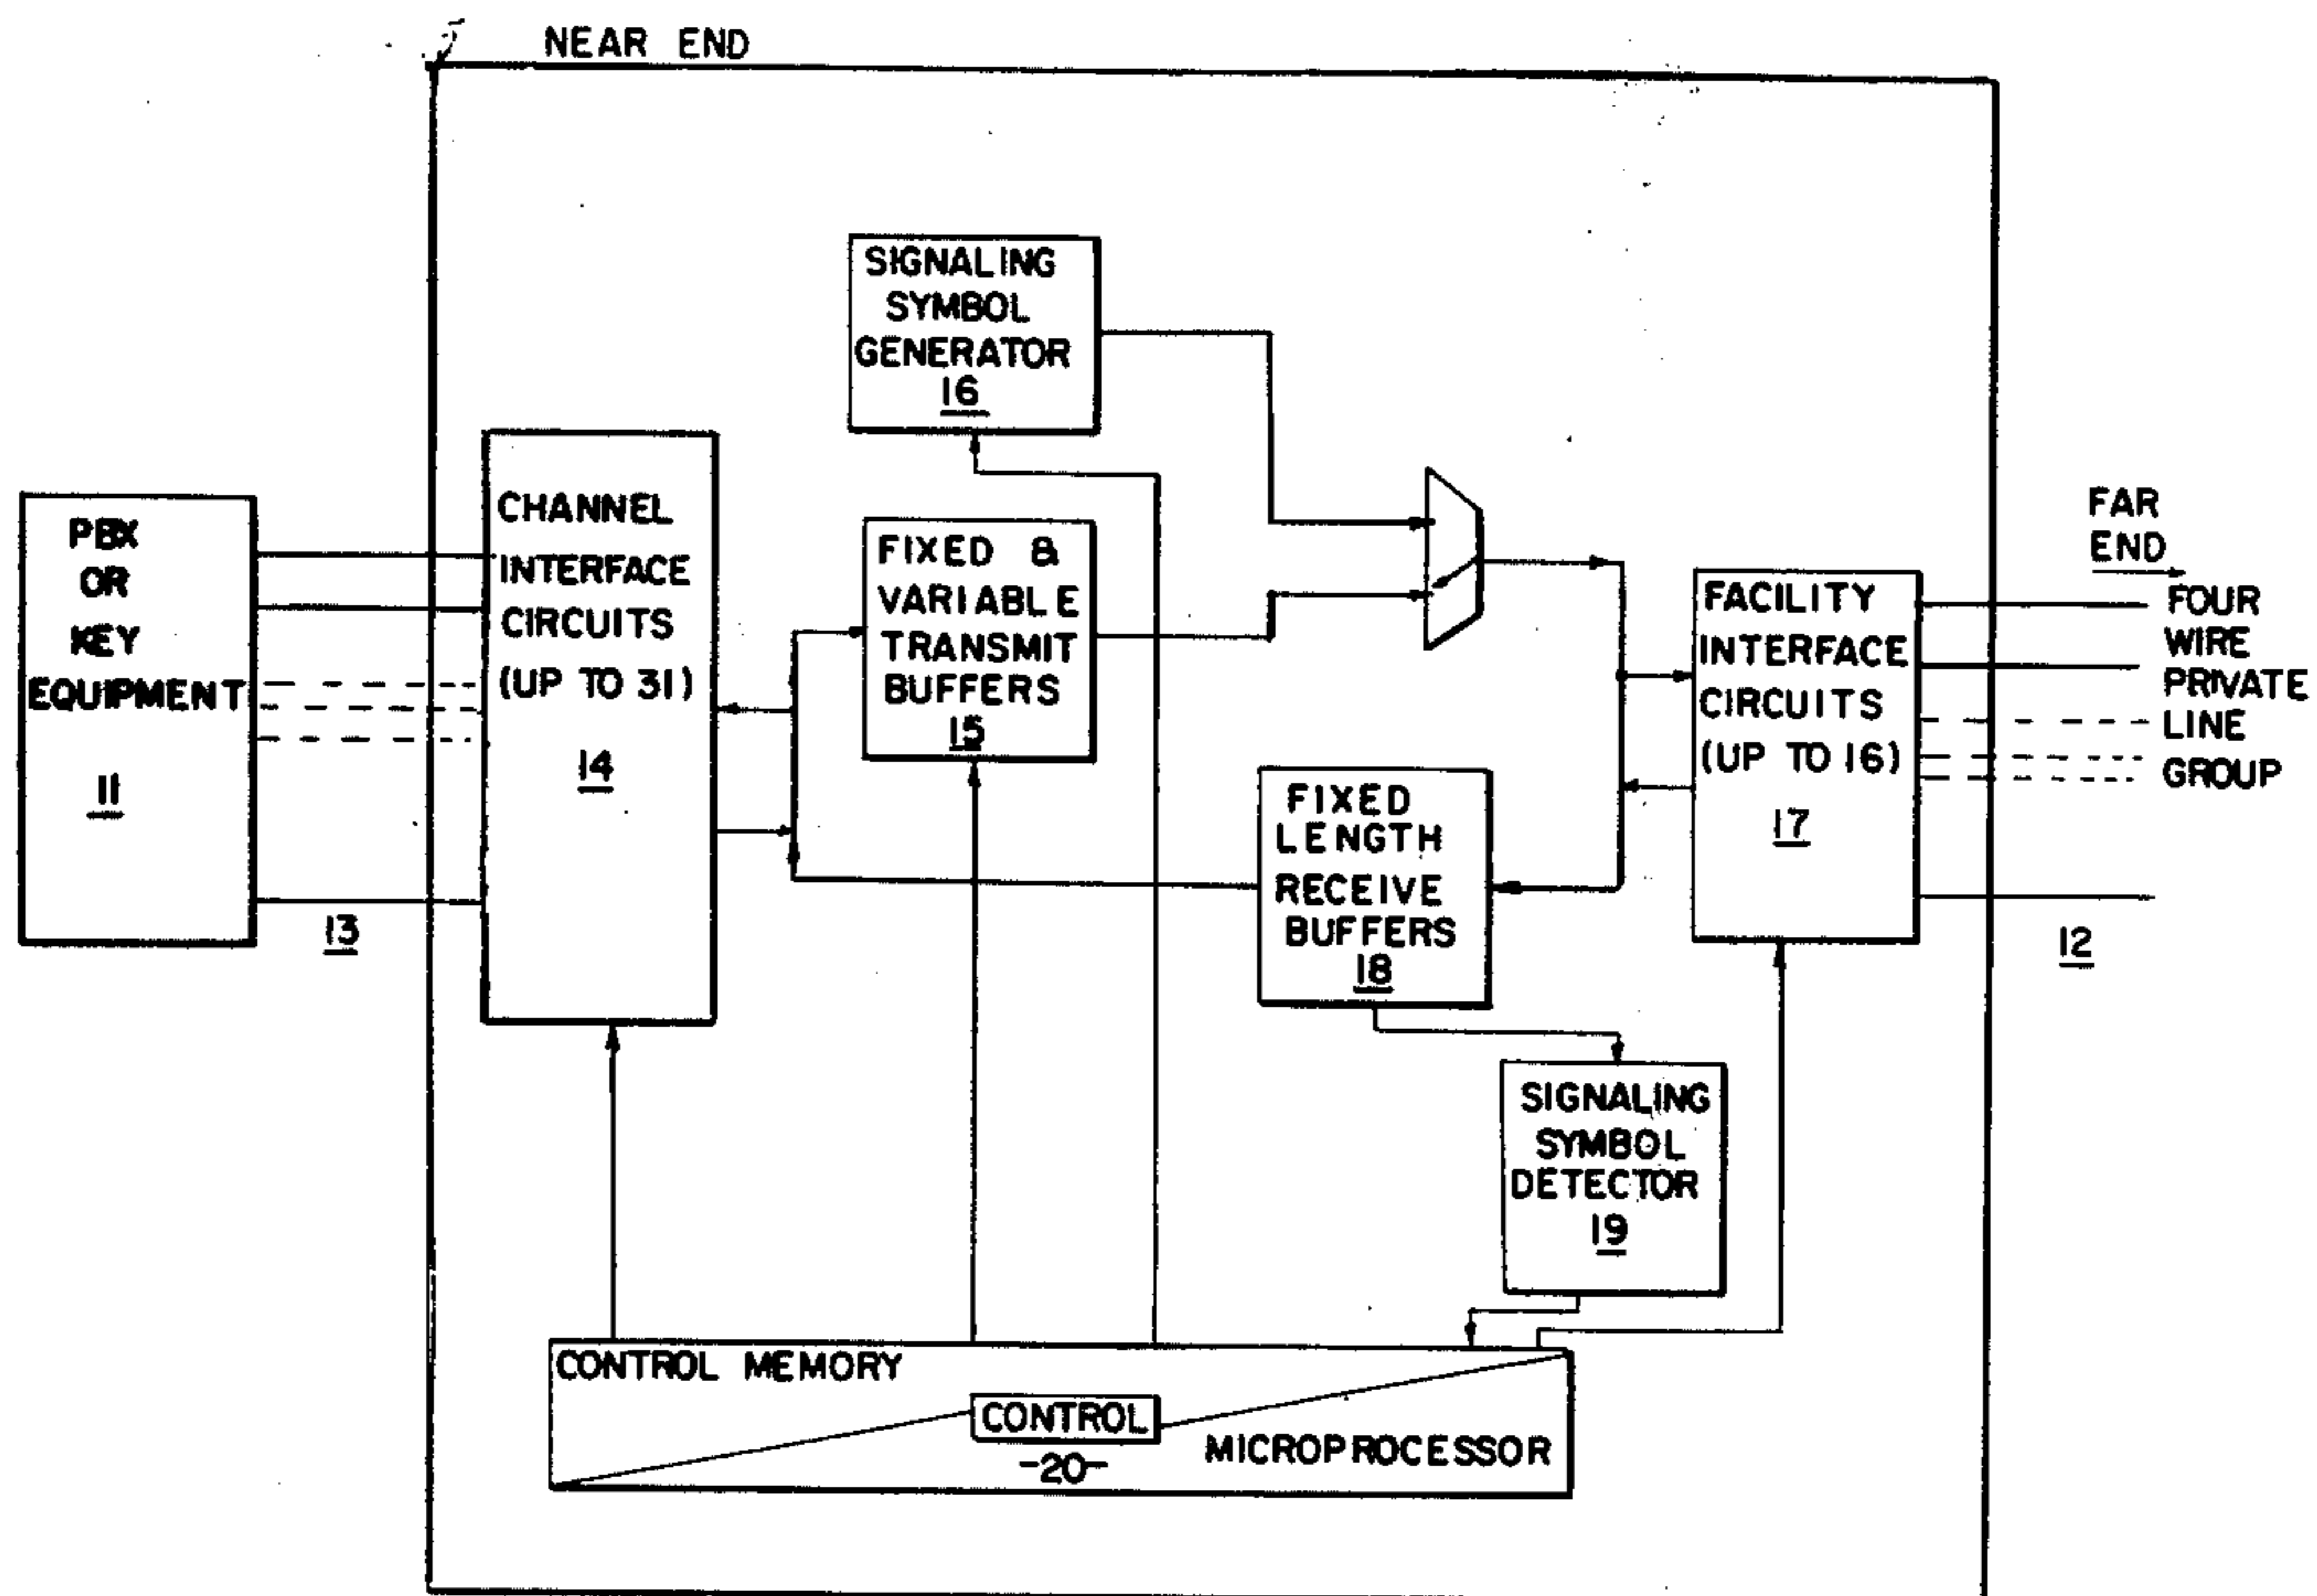 NEAR END
SIGNALING
SYMBOL
GENERATOR
16
PBX
OR
KEY
EQUIPMENT
11
13
CHANNEL
INTERFACE
CIRCUITS
(UP TO 31)
14
FIXED &
VARIABLE
TRANSMIT
BUFFERS
15
FIXED
LENGTH
RECEIVE
BUFFERS
18
FACILITY
INTERFACE
CIRCUITS
(UP TO 16)
17
FAR
END
FOUR
WIRE
PRIVATE
LINE
GROUP
12
SIGNALING
SYMBOL
DETECTOR
19
CONTROL MEMORY
CONTROL
-20-
MICROPROCESSOR